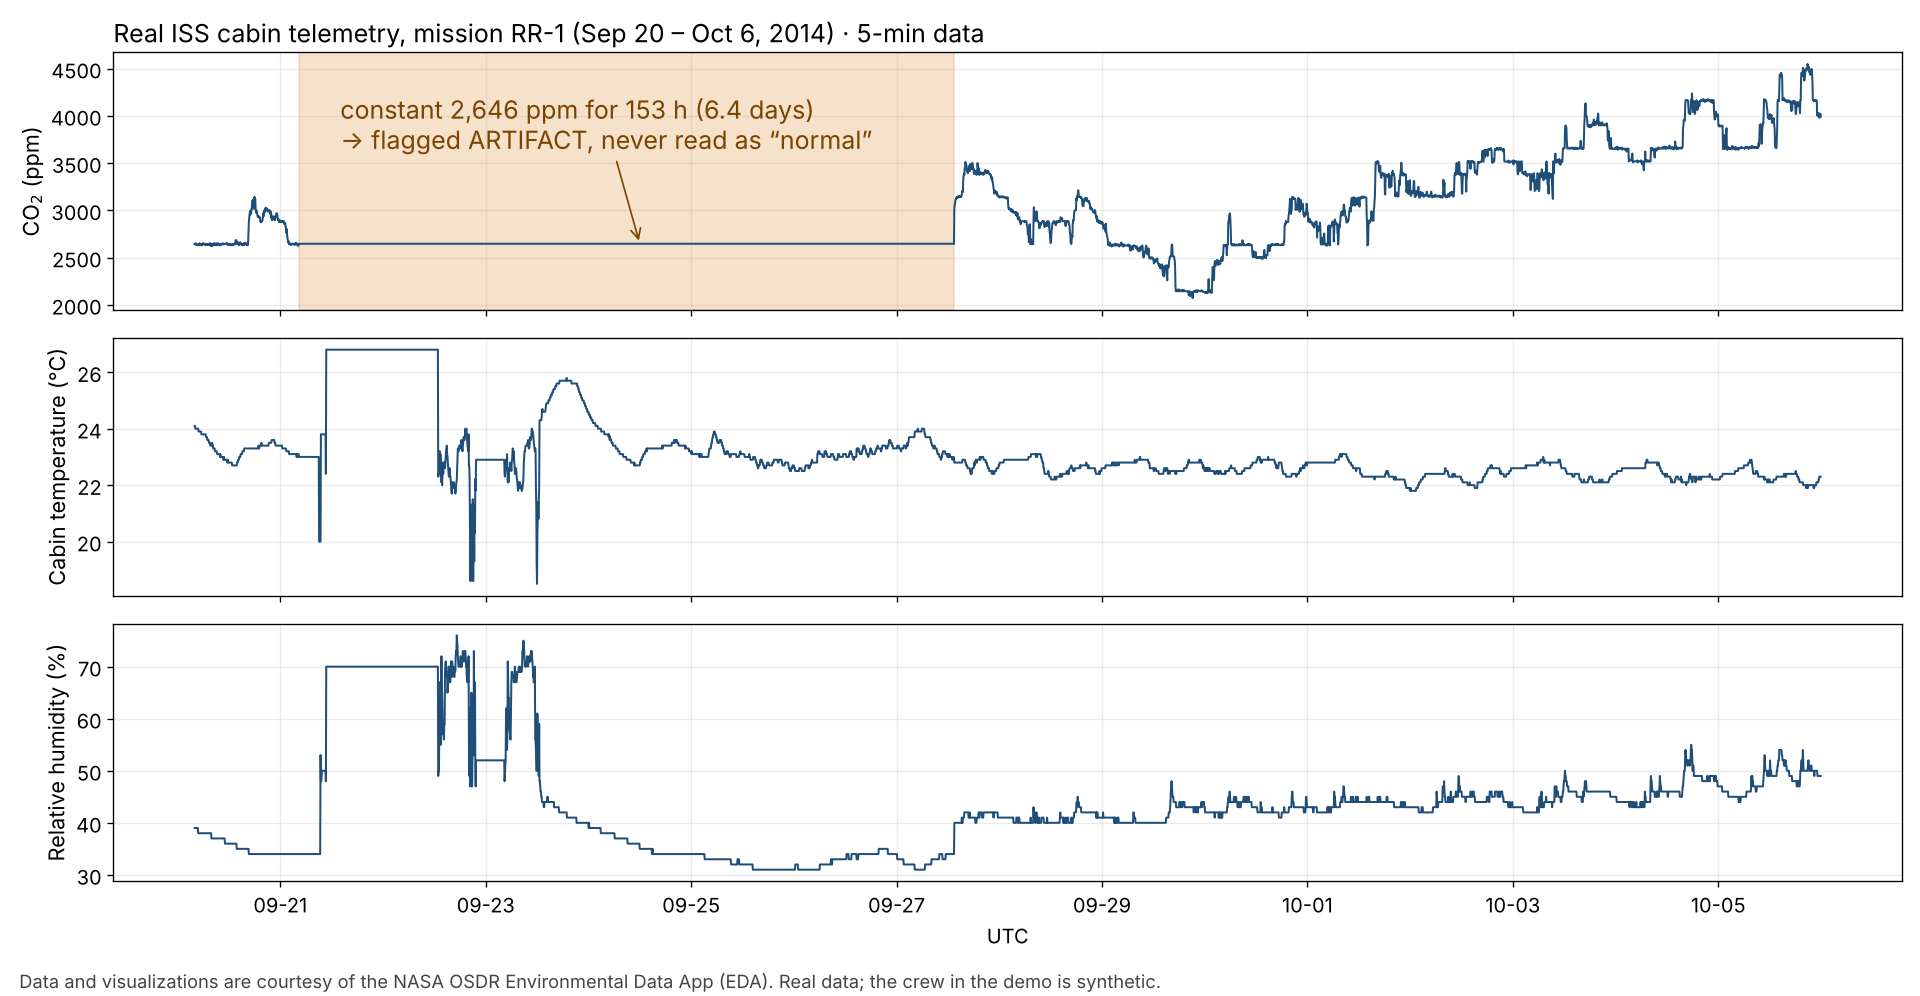 Real ISS cabin telemetry, mission RR-1 (Sep 20 – Oct 6, 2014) · 5-min data
CO₂ (ppm)
4500
4000
3500
3000
2500
2000
constant 2,646 ppm for 153 h (6.4 days)
→ flagged ARTIFACT, never read as “normal”
Cabin temperature (°C)
26
24
22
20
Relative humidity (%)
70
60
50
40
30
09-21 09-23 09-25 09-27 09-29 10-01 10-03 10-05
UTC
Data and visualizations are courtesy of the NASA OSDR Environmental Data App (EDA). Real data; the crew in the demo is synthetic.